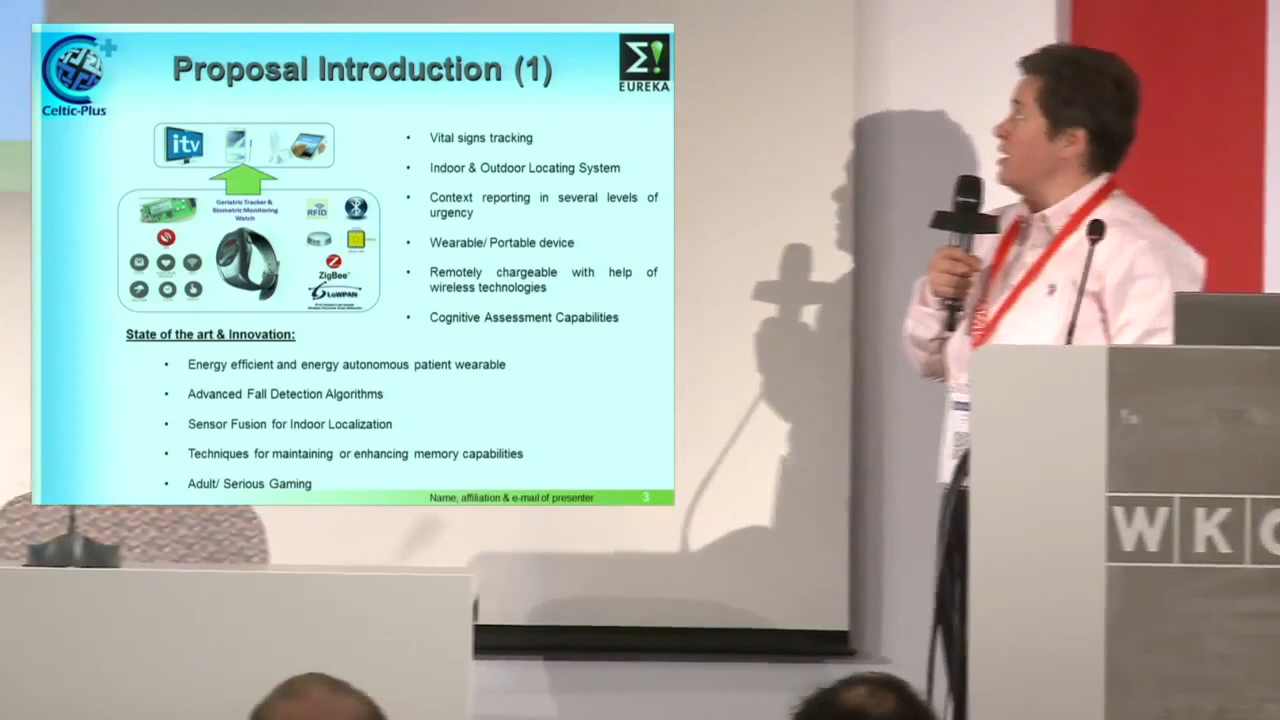 Proposal Introduction (1)
Celtic-Plus
Σ!
EUREKA
itv
Geriatric Tracker &
Biometric Monitoring
Watch
RFID
ZigBee
LoWPAN
• Vital signs tracking
• Indoor & Outdoor Locating System
• Context reporting in several levels of
urgency
• Wearable/ Portable device
• Remotely chargeable with help of
wireless technologies
• Cognitive Assessment Capabilities
State of the art & Innovation:
• Energy efficient and energy autonomous patient wearable
• Advanced Fall Detection Algorithms
• Sensor Fusion for Indoor Localization
• Techniques for maintaining or enhancing memory capabilities
• Adult/ Serious Gaming
Name, affiliation & e-mail of presenter
3
WK